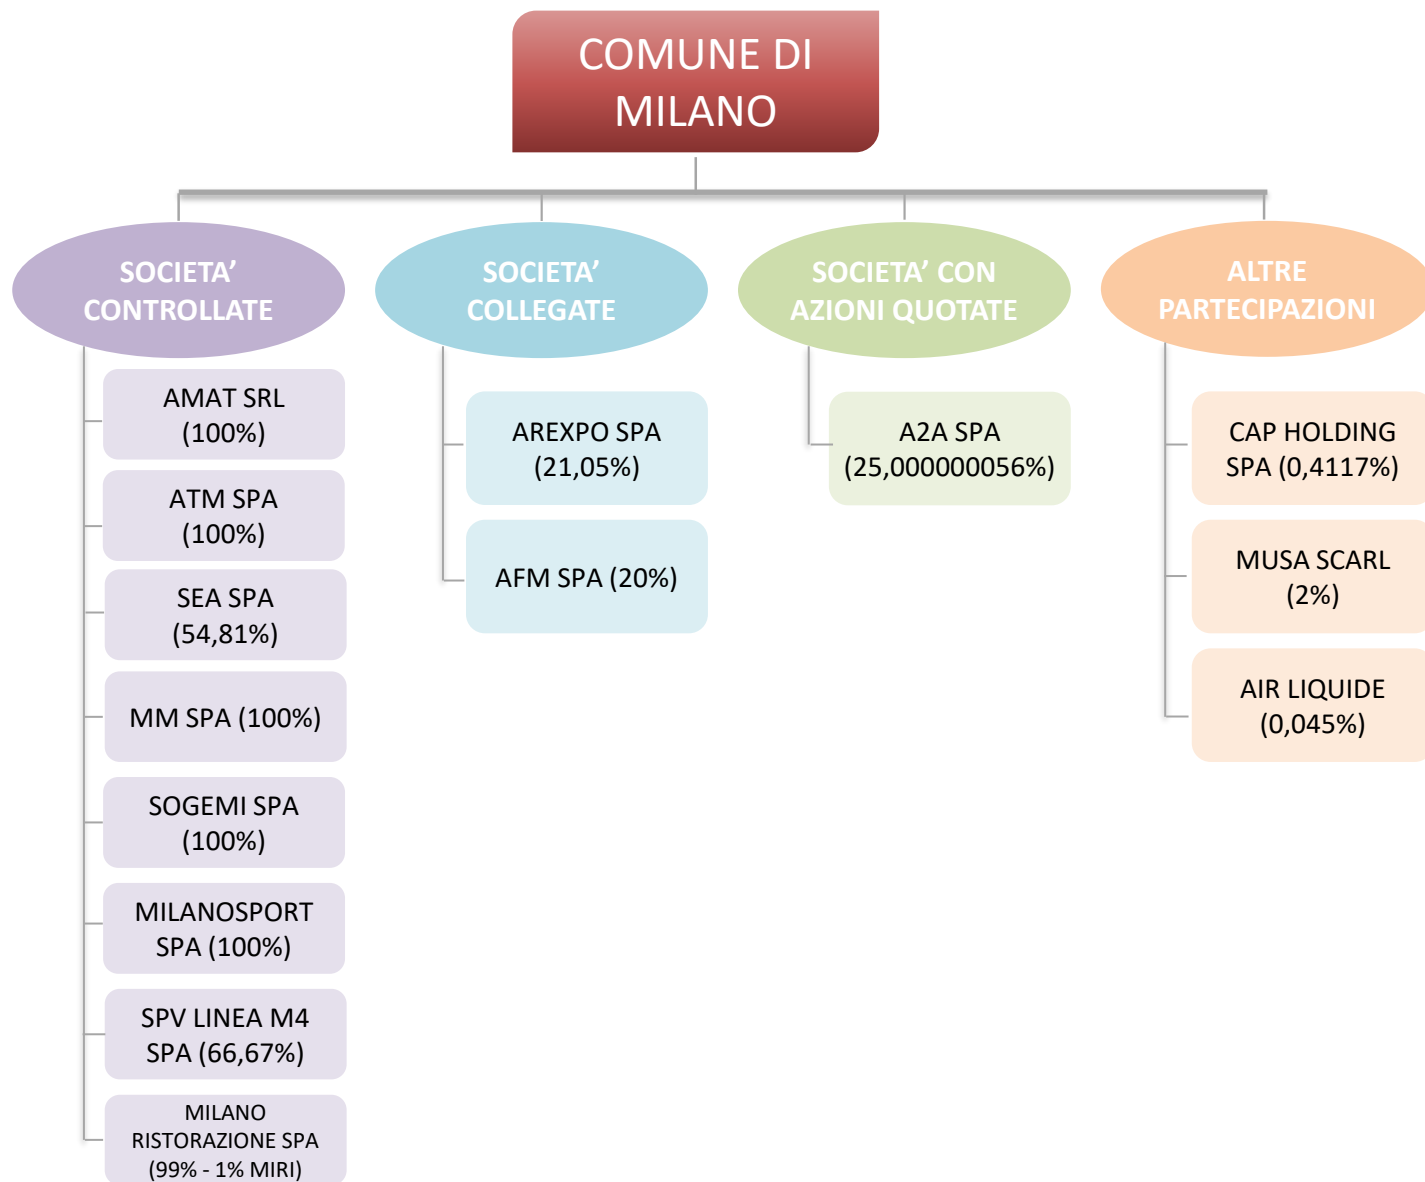 COMUNE DI
MILANO
SOCIETA’
CONTROLLATE
AMAT SRL
(100%)
ATM SPA
(100%)
SEA SPA
(54,81%)
MM SPA (100%)
SOGEMI SPA
(100%)
MILANOSPORT
SPA (100%)
SPV LINEA M4
SPA (66,67%)
MILANO
RISTORAZIONE SPA
(99% - 1% MIRI)
SOCIETA’
COLLEGATE
AREXPO SPA
(21,05%)
AFM SPA (20%)
SOCIETA’ CON
AZIONI QUOTATE
A2A SPA
(25,000000056%)
ALTRE
PARTECIPAZIONI
CAP HOLDING
SPA (0,4117%)
MUSA SCARL
(2%)
AIR LIQUIDE
(0,045%)